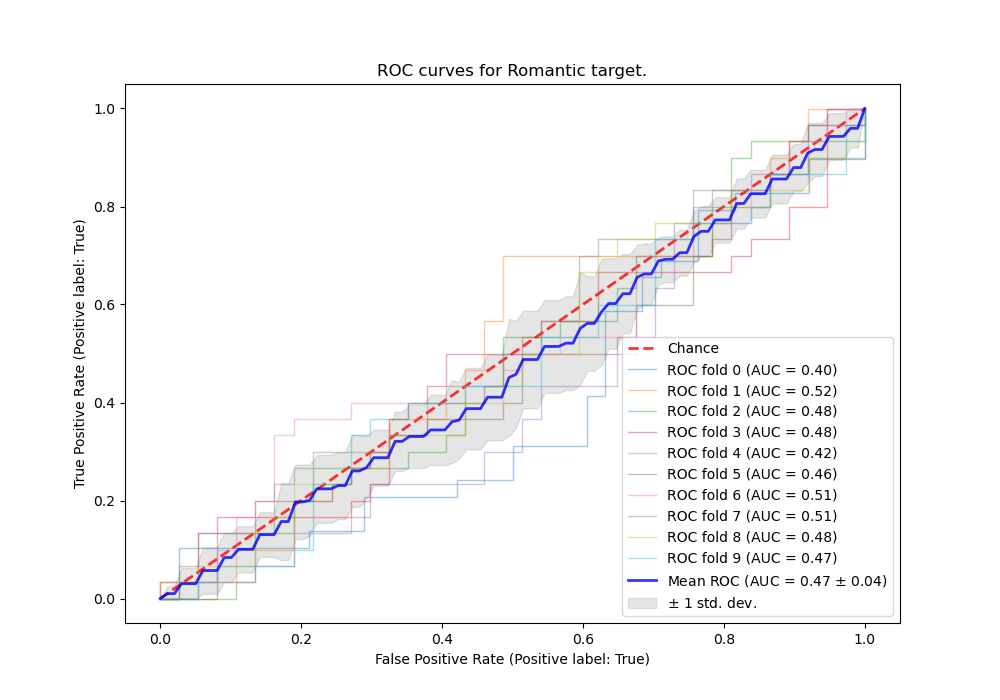 ROC curves for Romantic target.
True Positive Rate (Positive label: True)
1.0
0.8
0.6
0.4
0.2
0.0
Chance
ROC fold 0 (AUC = 0.40)
ROC fold 1 (AUC = 0.52)
ROC fold 2 (AUC = 0.48)
ROC fold 3 (AUC = 0.48)
ROC fold 4 (AUC = 0.42)
ROC fold 5 (AUC = 0.46)
ROC fold 6 (AUC = 0.51)
ROC fold 7 (AUC = 0.51)
ROC fold 8 (AUC = 0.48)
ROC fold 9 (AUC = 0.47)
Mean ROC (AUC = 0.47 ± 0.04)
± 1 std. dev.
0.0 0.2 0.4 0.6 0.8 1.0
False Positive Rate (Positive label: True)